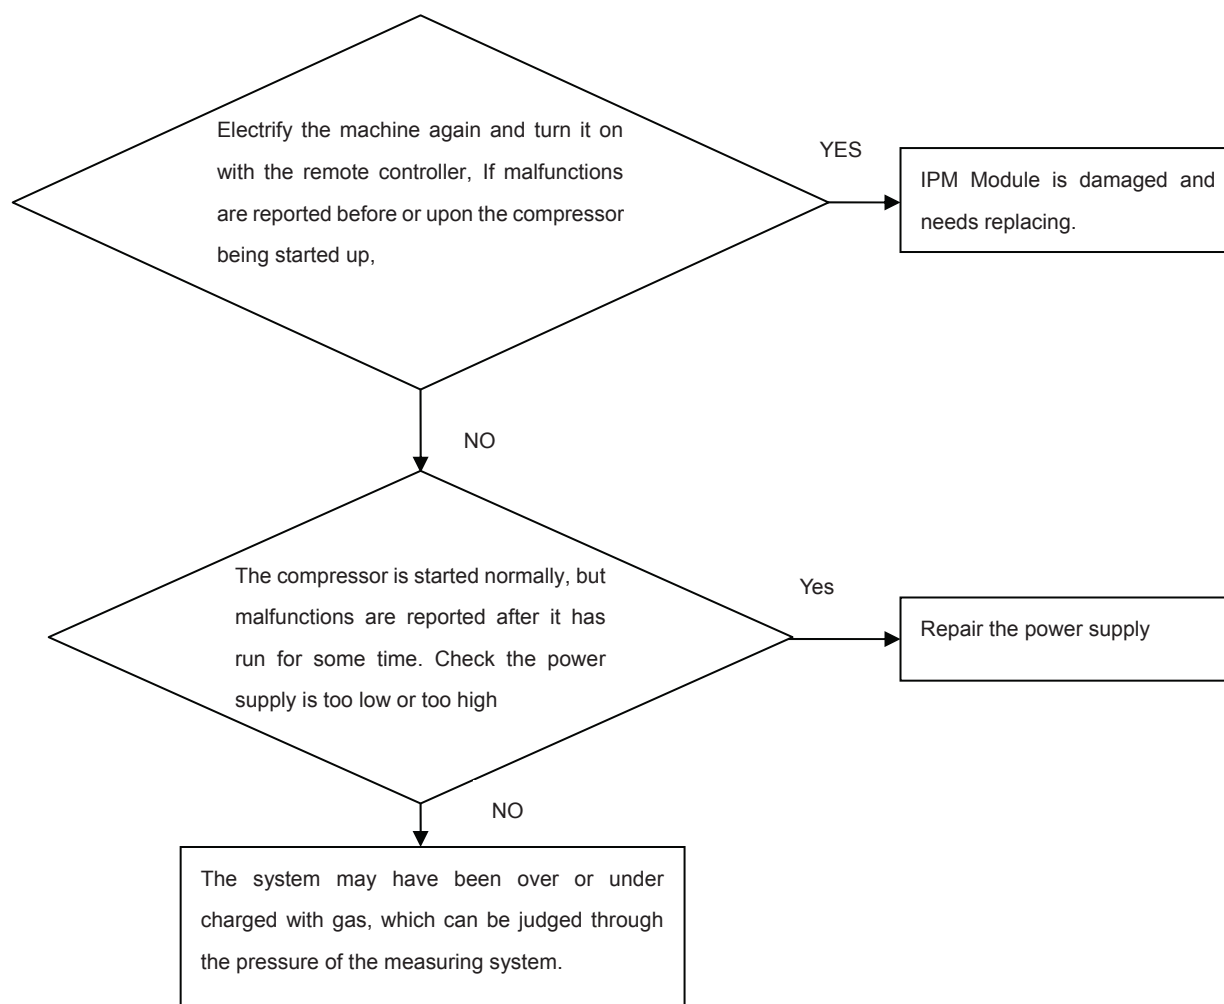 Electrify the machine again and turn it on
with the remote controller, If malfunctions
are reported before or upon the compressor
being started up,
YES
IPM Module is damaged and
needs replacing.
NO
The compressor is started normally, but
malfunctions are reported after it has
run for some time. Check the power
supply is too low or too high
Yes
Repair the power supply
NO
The system may have been over or under
charged with gas, which can be judged through
the pressure of the measuring system.